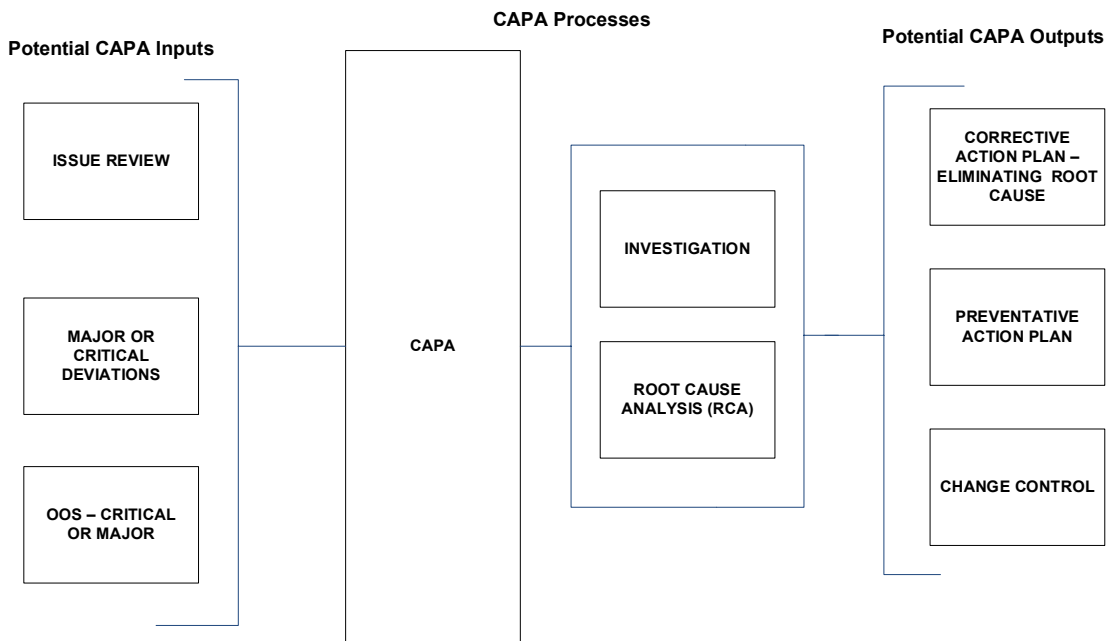 CAPA Processes
Potential CAPA Inputs
Potential CAPA Outputs
ISSUE REVIEW
MAJOR OR
CRITICAL
DEVIATIONS
OOS – CRITICAL
OR MAJOR
CAPA
INVESTIGATION
ROOT CAUSE
ANALYSIS (RCA)
CORRECTIVE
ACTION PLAN –
ELIMINATING ROOT
CAUSE
PREVENTATIVE
ACTION PLAN
CHANGE CONTROL